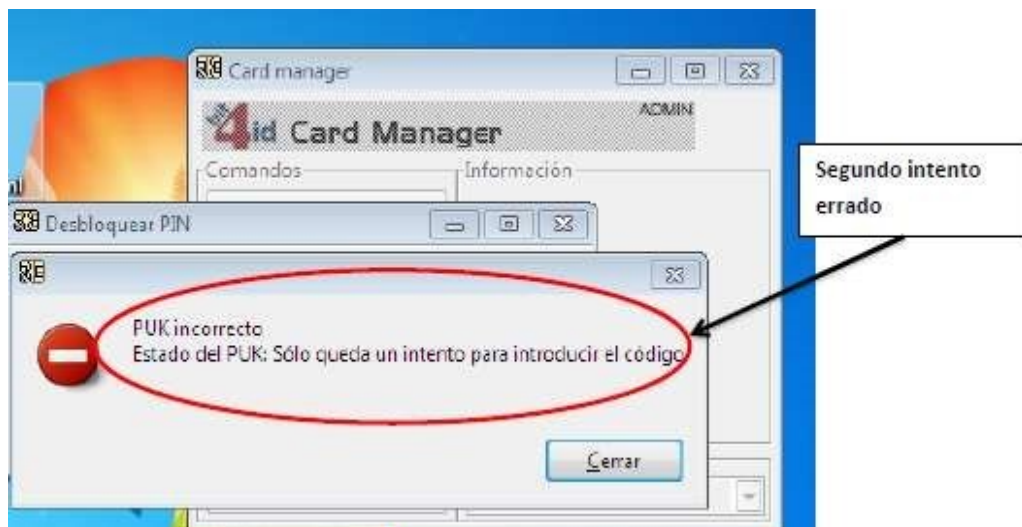 Card manager
4id Card Manager
ADMIN
Comandos
Información
Segundo intento
errado
Desbloquear PIN
PUK incorrecto
Estado del PUK: Sólo queda un intento para introducir el código
Cerrar